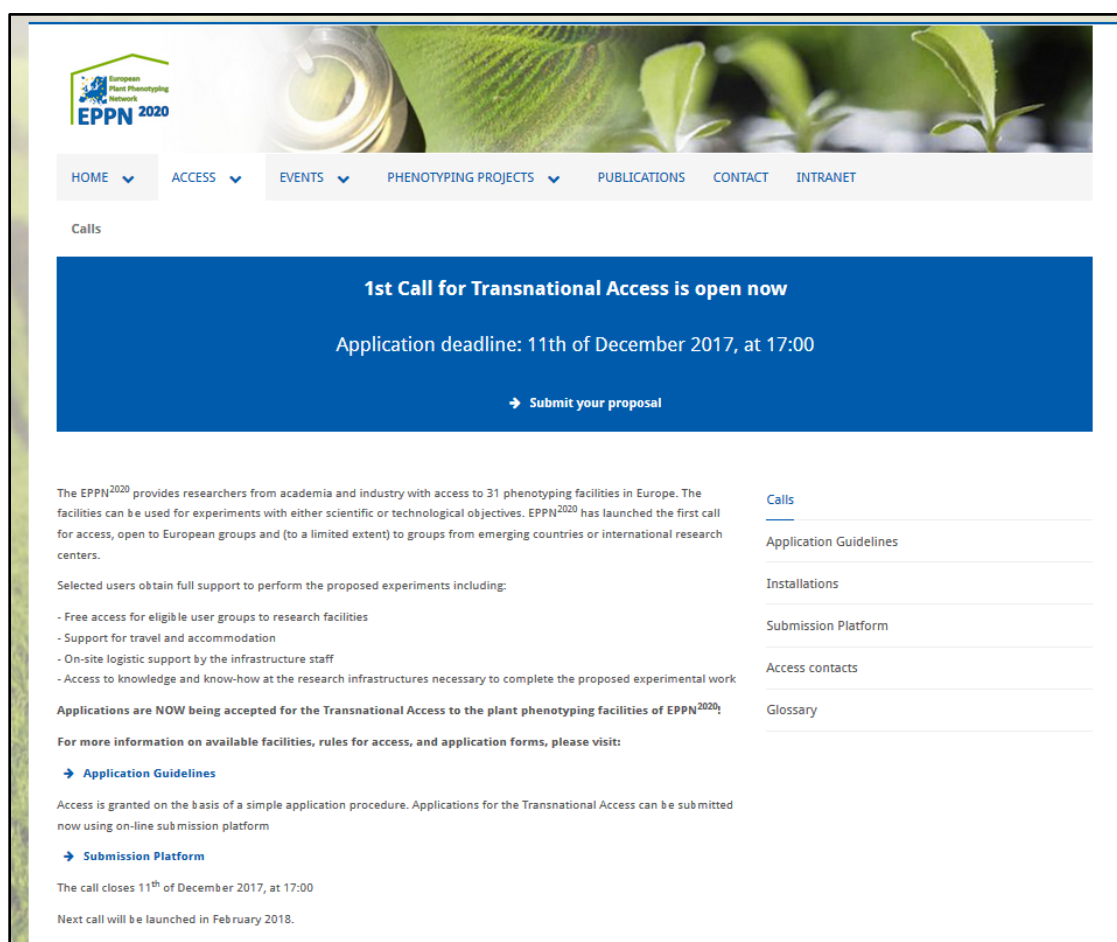 European
Plant Phenotyping
Network
EPPN 2020
HOME ACCESS EVENTS PHENOTYPING PROJECTS PUBLICATIONS CONTACT INTRANET
Calls
1st Call for Transnational Access is open now
Application deadline: 11th of December 2017, at 17:00
Submit your proposal
The EPPN2020 provides researchers from academia and industry with access to 31 phenotyping facilities in Europe. The
facilities can be used for experiments with either scientific or technological objectives. EPPN2020 has launched the first call
for access, open to European groups and (to a limited extent) to groups from emerging countries or international research
centers.
Selected users obtain full support to perform the proposed experiments including:
- Free access for eligible user groups to research facilities
- Support for travel and accommodation
- On-site logistic support by the infrastructure staff
- Access to knowledge and know-how at the research infrastructures necessary to complete the proposed experimental work
Applications are NOW being accepted for the Transnational Access to the plant phenotyping facilities of EPPN2020!
For more information on available facilities, rules for access, and application forms, please visit:
Application Guidelines
Access is granted on the basis of a simple application procedure. Applications for the Transnational Access can be submitted
now using on-line submission platform
Submission Platform
The call closes 11th of December 2017, at 17:00
Next call will be launched in February 2018.
Calls
Application Guidelines
Installations
Submission Platform
Access contacts
Glossary